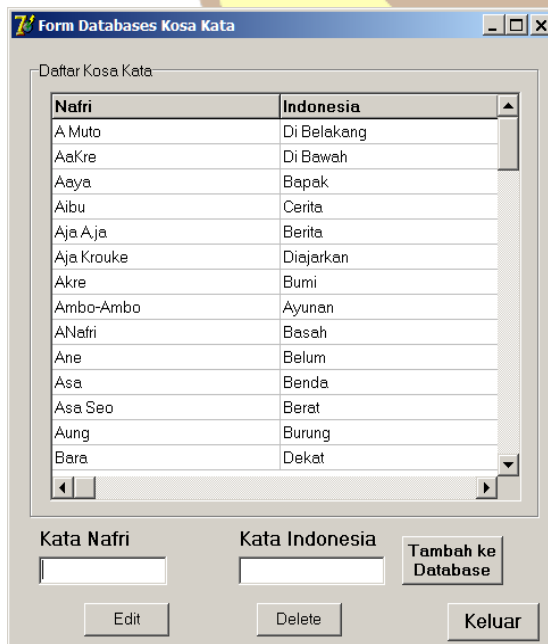 Form Databases Kosa Kata
Daftar Kosa Kata
Nafri Indonesia
A Muto Di Belakang
AaKre Di Bawah
Aaya Bapak
Aibu Cerita
Aja A,ja Berita
Aja Krouke Diajarkan
Akre Bumi
Ambo-Ambo Ayunan
ANafri Basah
Ane Belum
Asa Benda
Asa Seo Berat
Aung Burung
Bara Dekat
Kata Nafri Kata Indonesia
Tambah ke
Database
Edit Delete Keluar